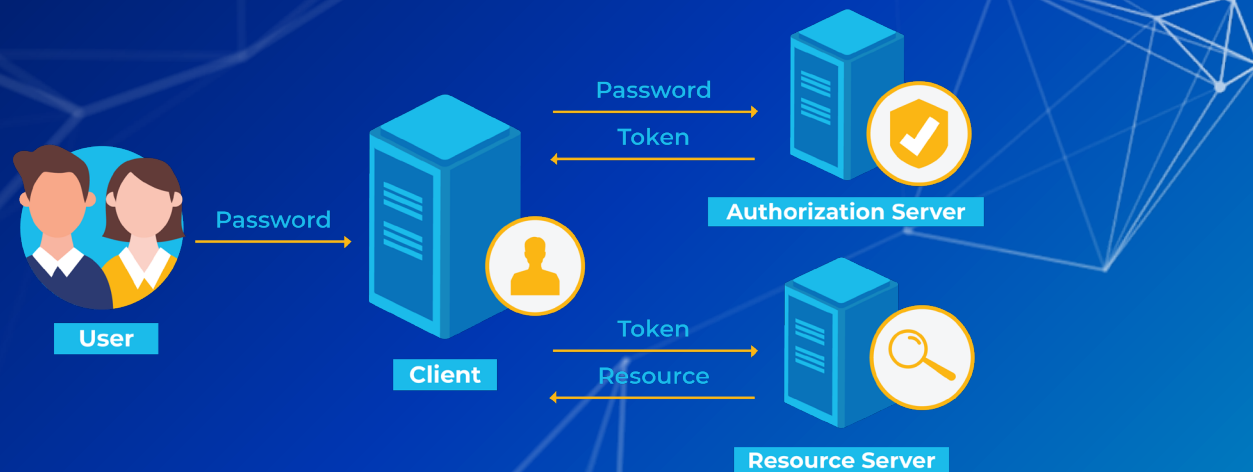 Password
User
Client
Password
Token
Authorization Server
Token
Resource
Resource Server